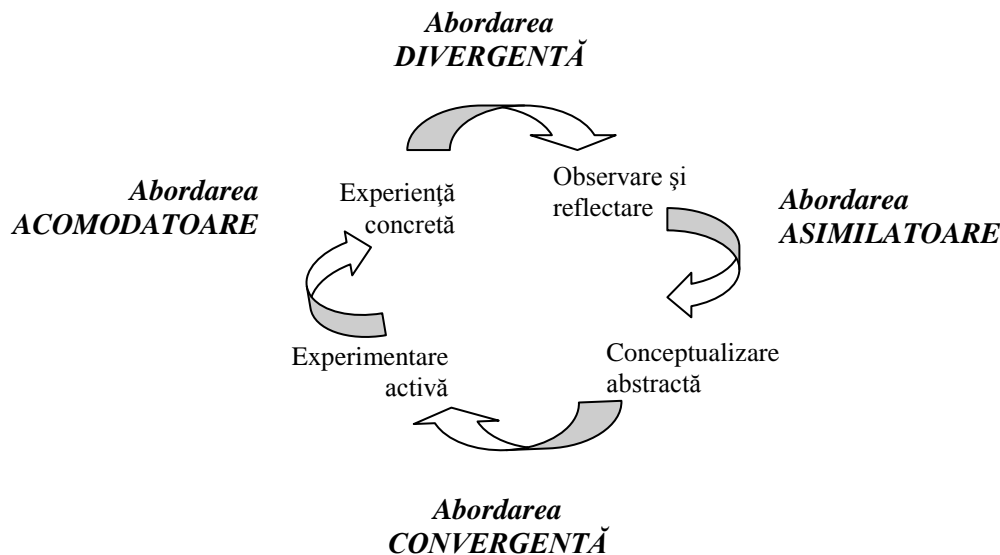 Abordarea
DIVERGENTĂ
Abordarea
ACOMODATOARE
Experienţă
concretă
Observare şi
reflectare
Abordarea
ASIMILATOARE
Experimentare
activă
Conceptualizare
abstractă
Abordarea
CONVERGENTĂ